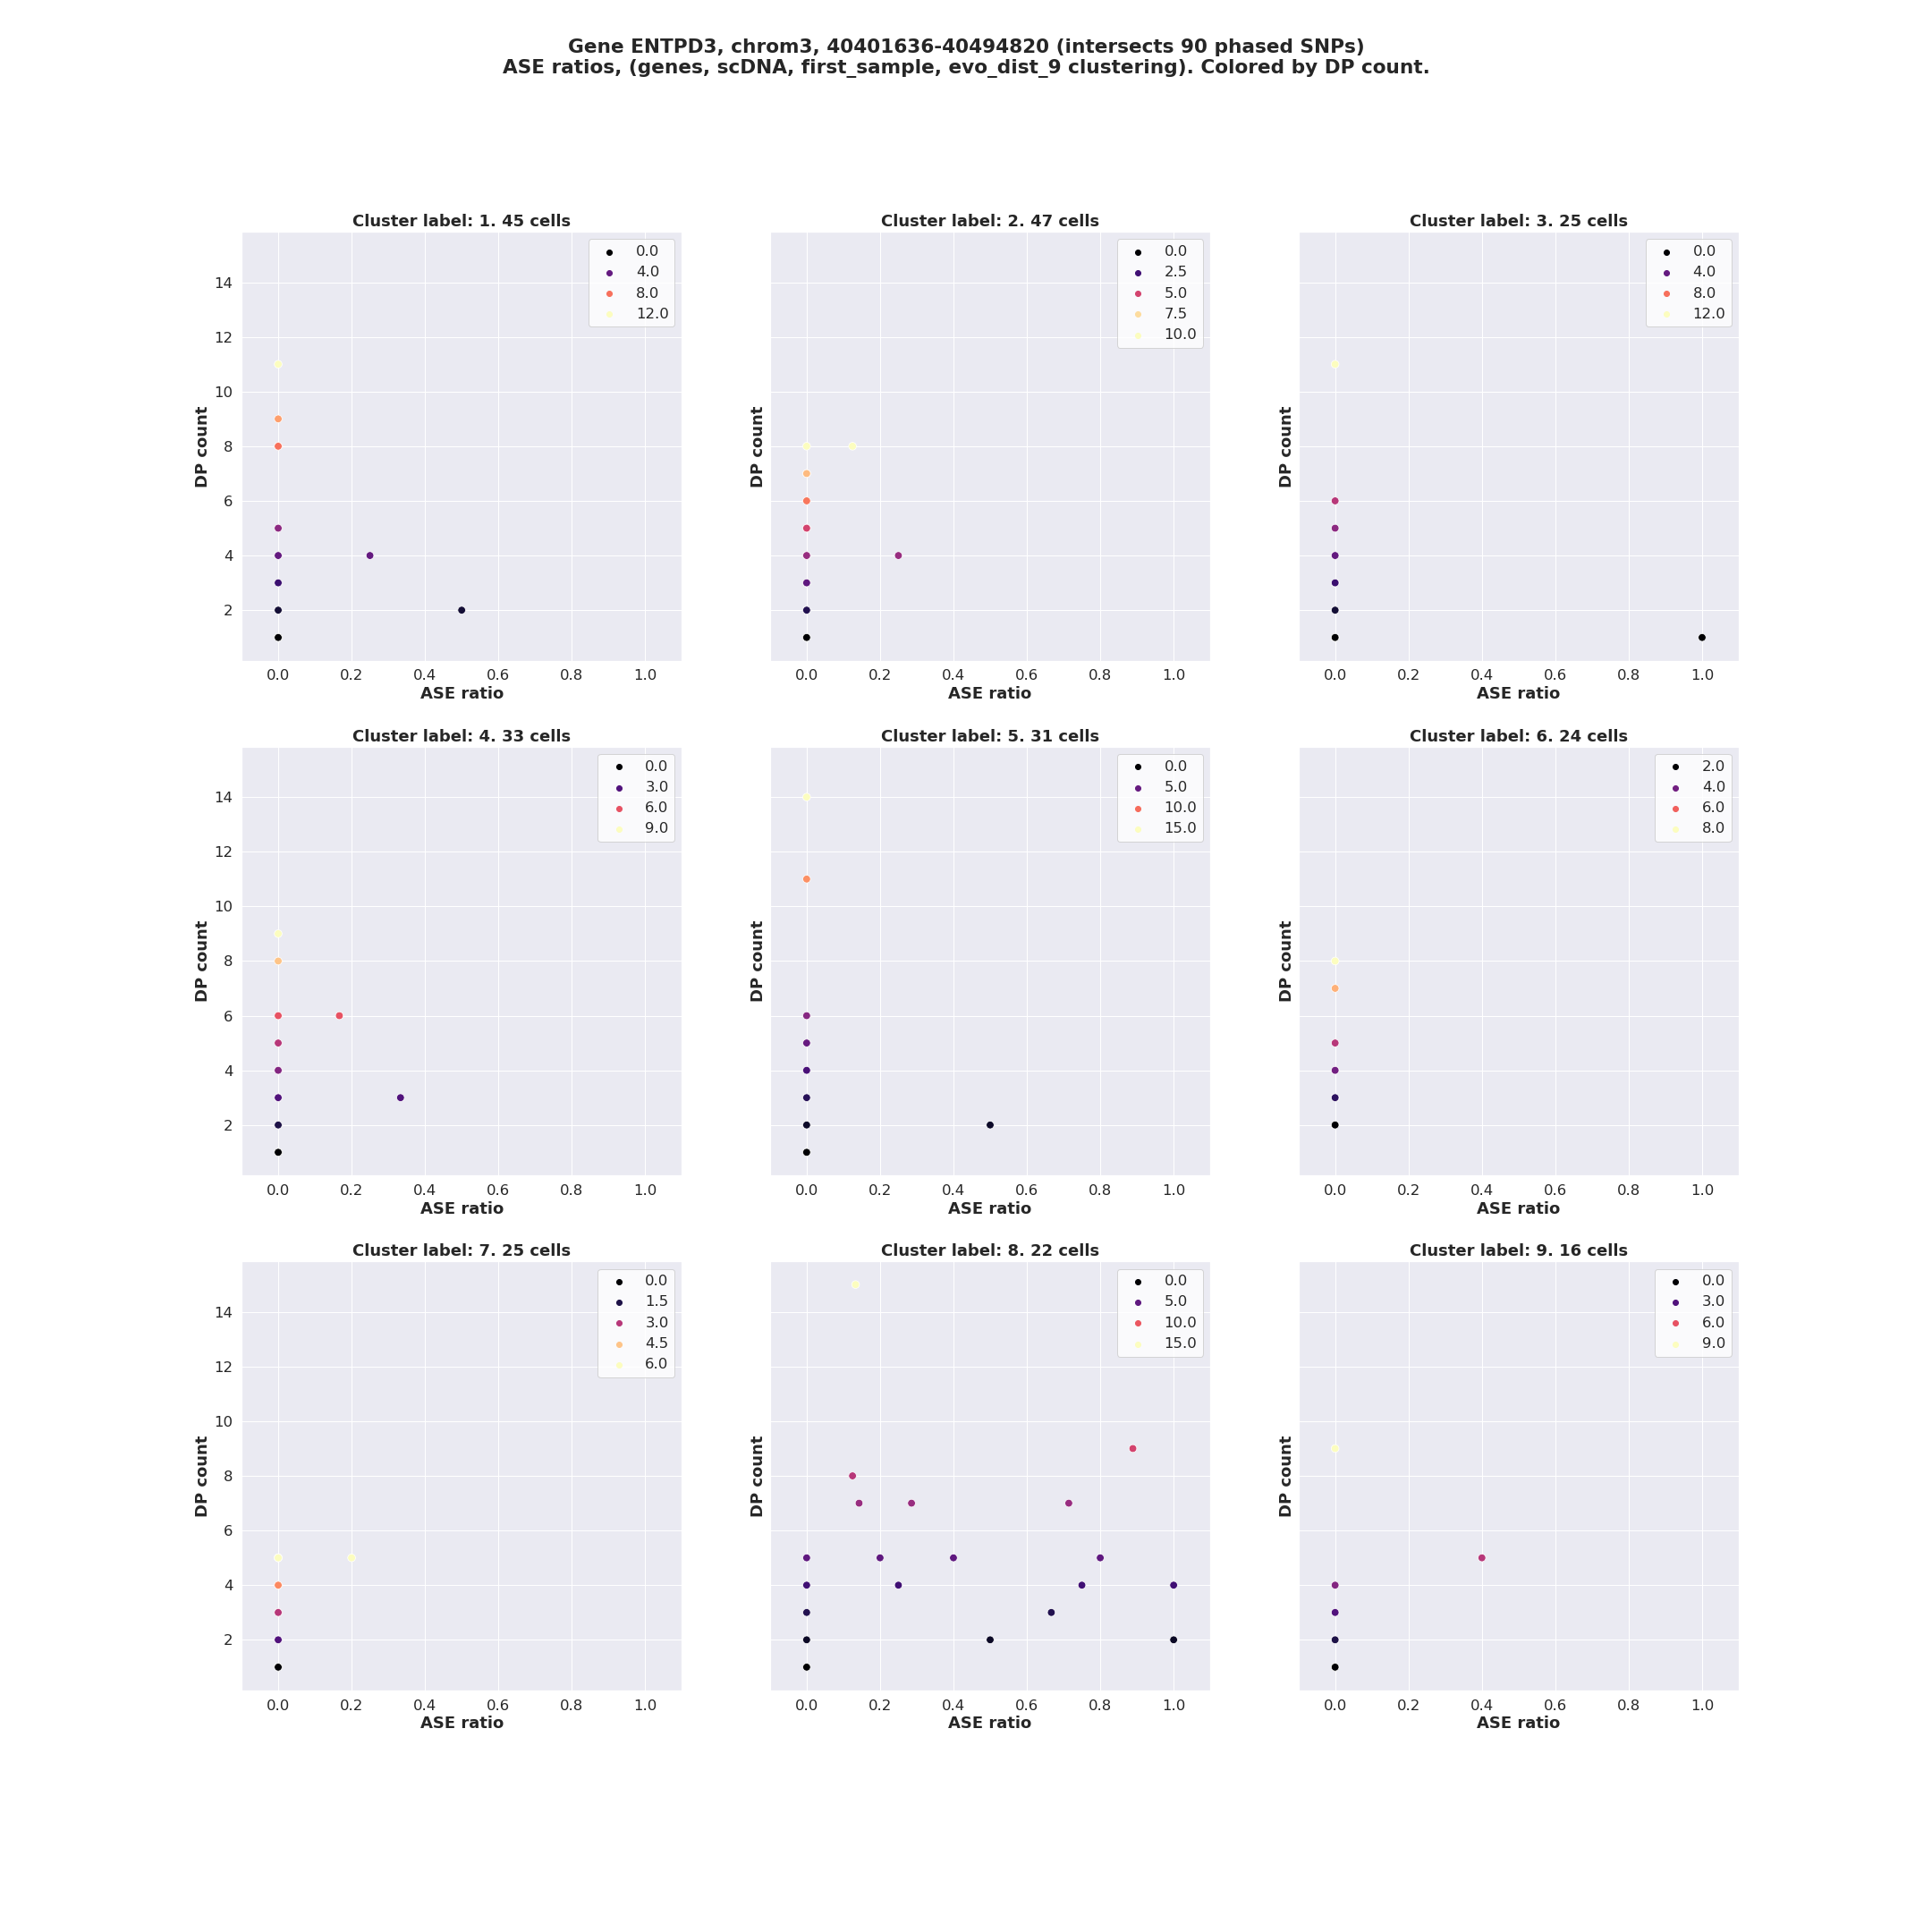 Gene ENTPD3, chrom3, 40401636-40494820 (intersects 90 phased SNPs)
ASE ratios, (genes, scDNA, first_sample, evo_dist_9 clustering). Colored by DP count.
Cluster label: 1. 45 cells
0.0
4.0
8.0
12.0
14
12
10
8
6
4
2
DP count
0.0 0.2 0.4 0.6 0.8 1.0
ASE ratio
Cluster label: 2. 47 cells
0.0
2.5
5.0
7.5
10.0
DP count
0.0 0.2 0.4 0.6 0.8 1.0
ASE ratio
Cluster label: 3. 25 cells
0.0
4.0
8.0
12.0
DP count
0.0 0.2 0.4 0.6 0.8 1.0
ASE ratio
Cluster label: 4. 33 cells
0.0
3.0
6.0
9.0
14
12
10
8
6
4
2
DP count
0.0 0.2 0.4 0.6 0.8 1.0
ASE ratio
Cluster label: 5. 31 cells
0.0
5.0
10.0
15.0
DP count
0.0 0.2 0.4 0.6 0.8 1.0
ASE ratio
Cluster label: 6. 24 cells
2.0
4.0
6.0
8.0
DP count
0.0 0.2 0.4 0.6 0.8 1.0
ASE ratio
Cluster label: 7. 25 cells
0.0
1.5
3.0
4.5
6.0
14
12
10
8
6
4
2
DP count
0.0 0.2 0.4 0.6 0.8 1.0
ASE ratio
Cluster label: 8. 22 cells
0.0
5.0
10.0
15.0
DP count
0.0 0.2 0.4 0.6 0.8 1.0
ASE ratio
Cluster label: 9. 16 cells
0.0
3.0
6.0
9.0
DP count
0.0 0.2 0.4 0.6 0.8 1.0
ASE ratio